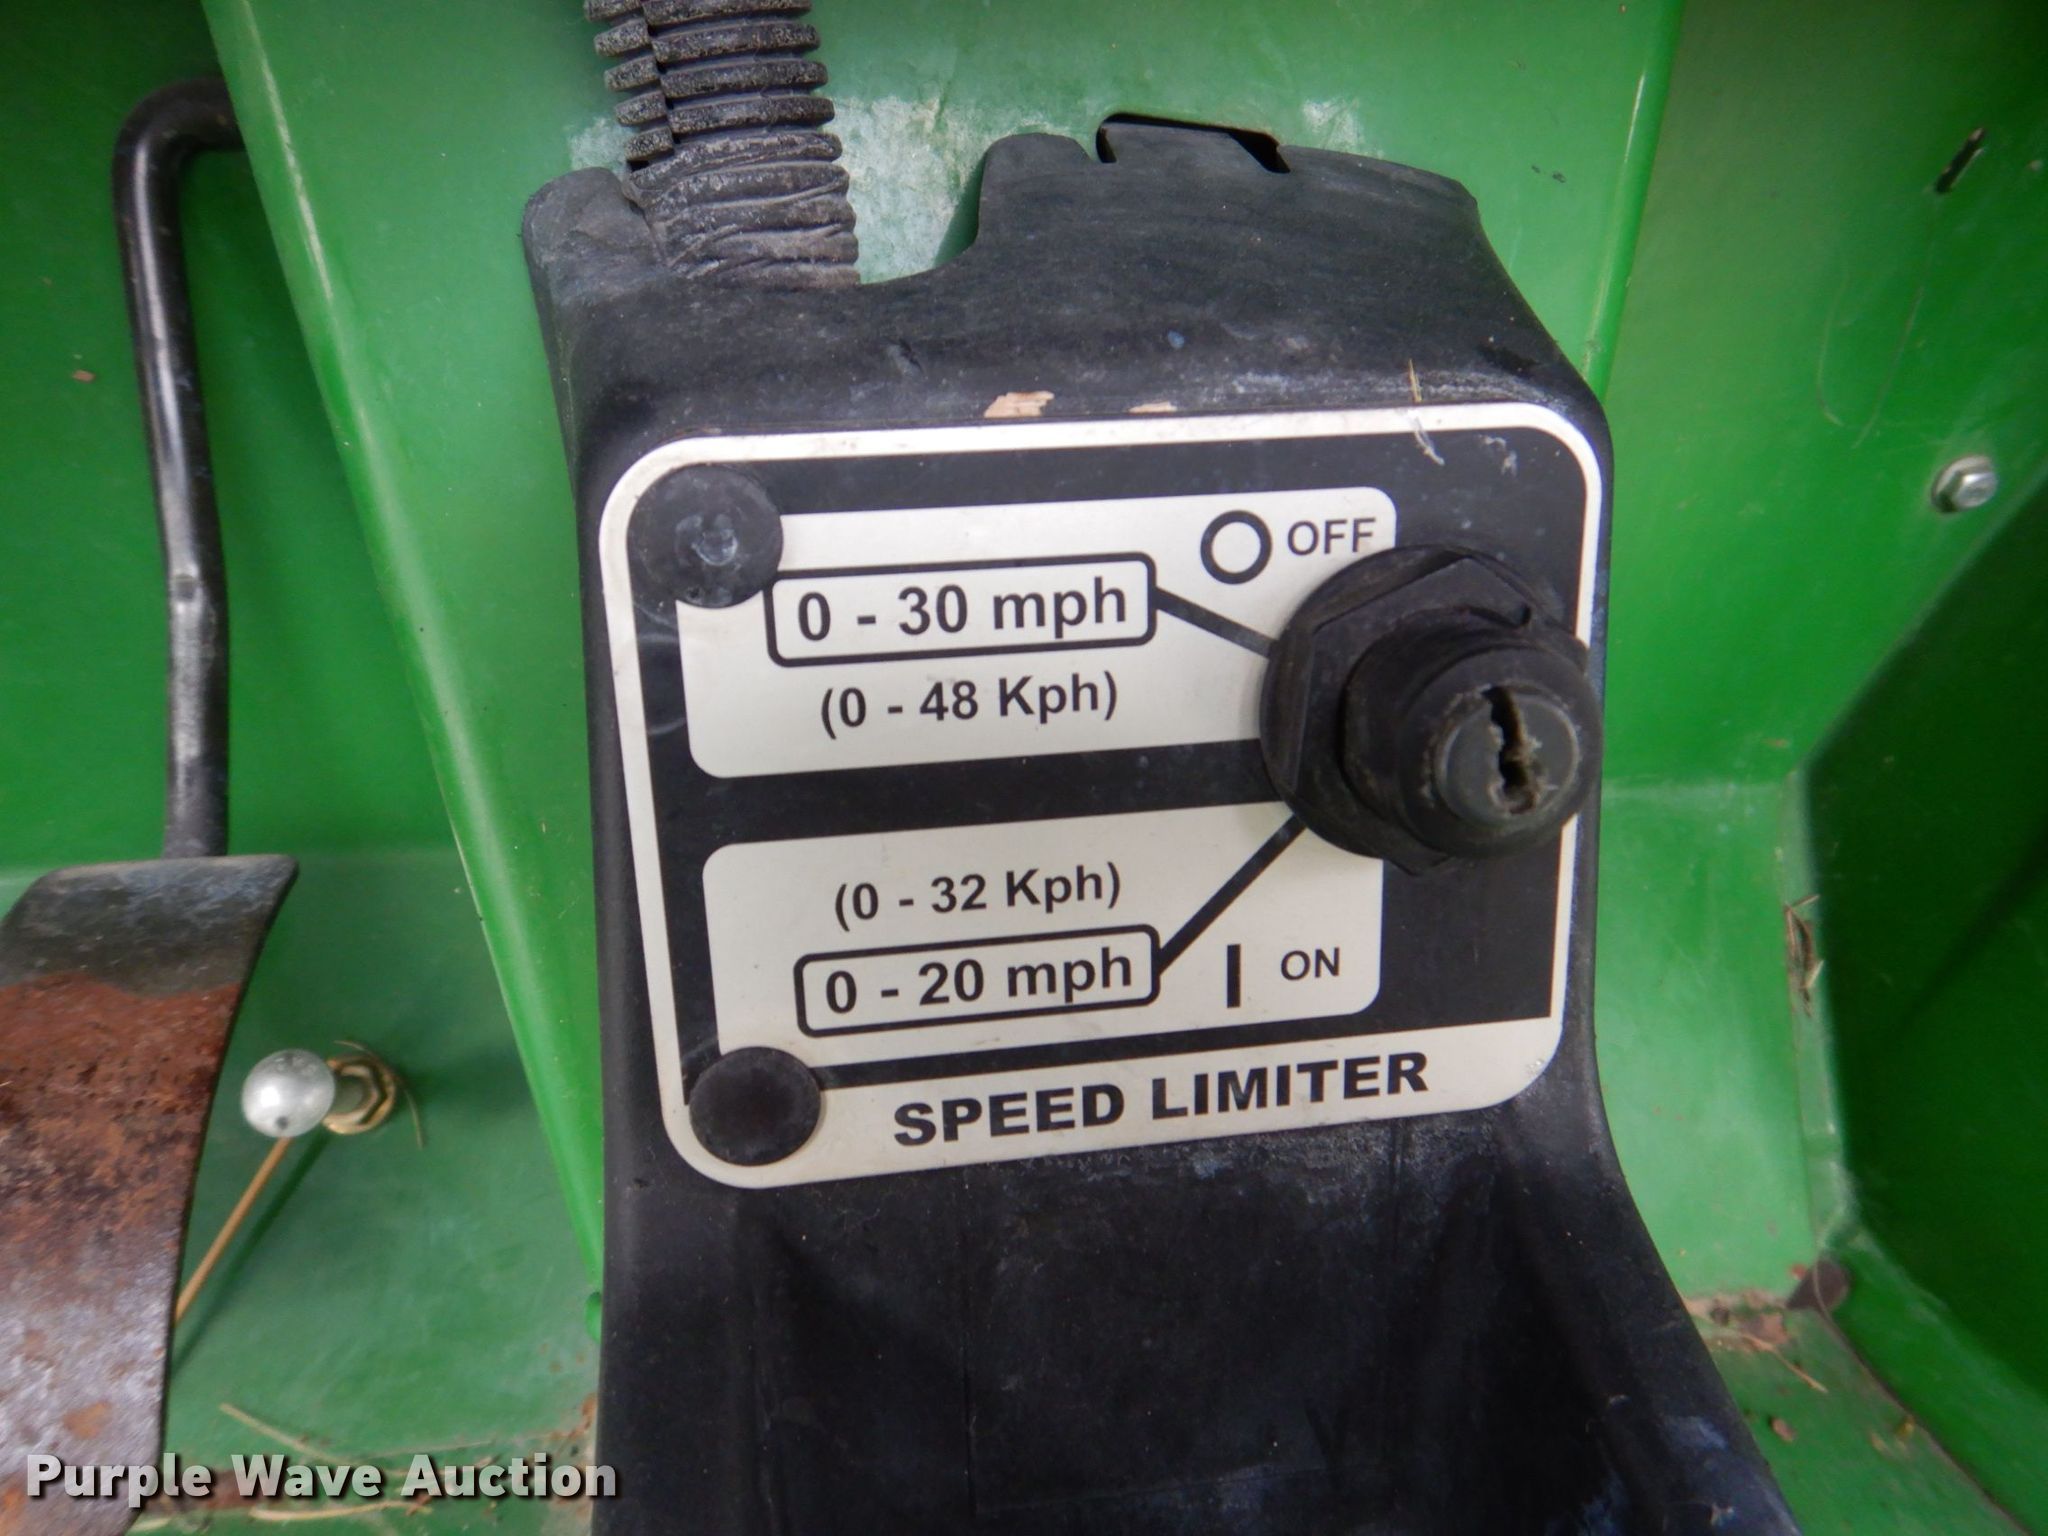 OFF
0 - 30 mph
(0 - 48 Kph)
(0 - 32 Kph)
0 - 20 mph
ON
SPEED LIMITER
Purple Wave Auction